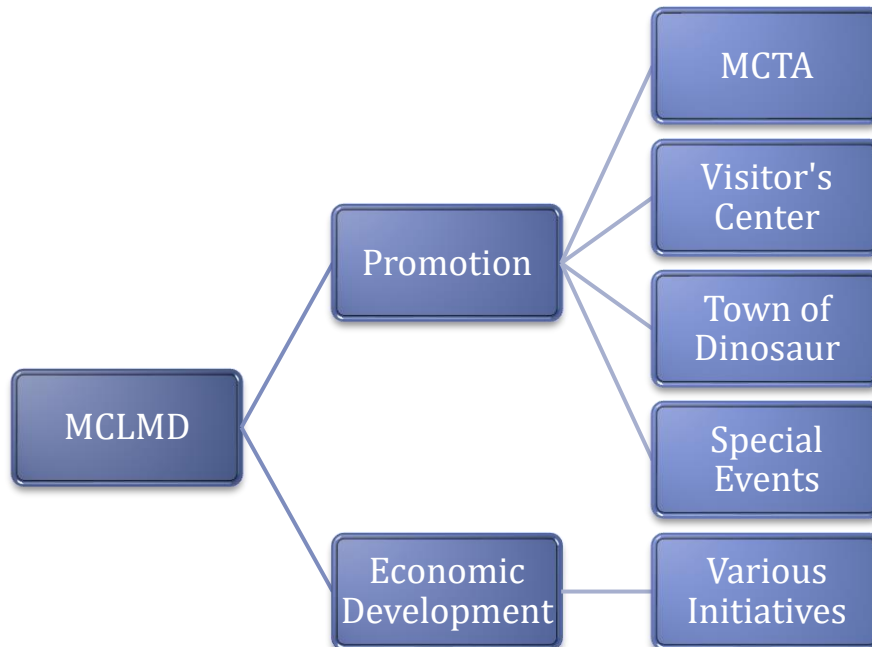 MCLMD
Promotion
Economic
Development
MCTA
Visitor's
Center
Town of
Dinosaur
Special
Events
Various
Initiatives